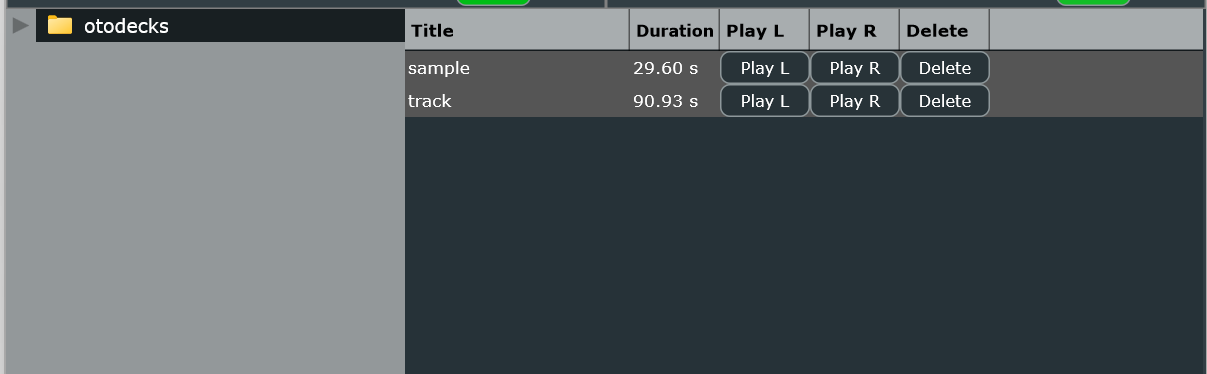 otodecks
Title Duration Play L Play R Delete
sample 29.60 s Play L Play R Delete
track 90.93 s Play L Play R Delete